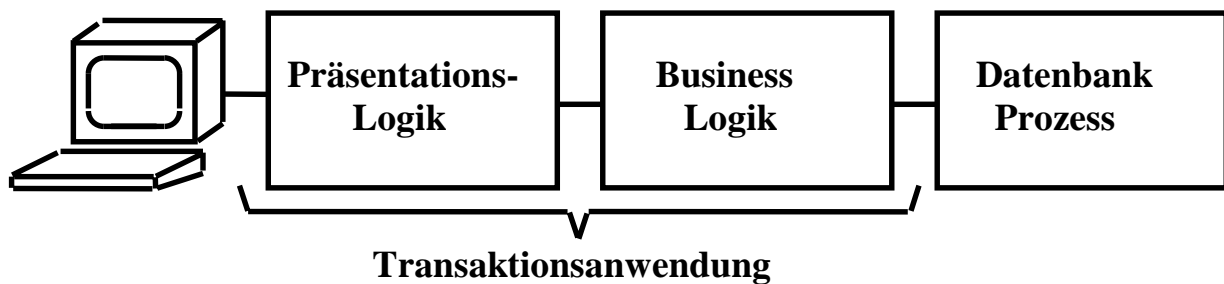 Präsentations-
Logik
Business
Logik
Datenbank
Prozess
Transaktionsanwendung